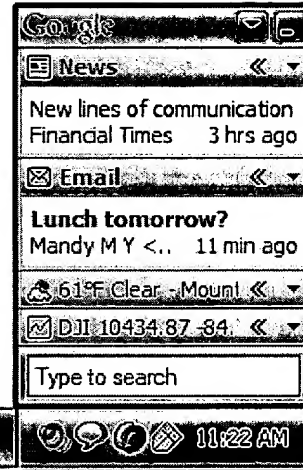 Google
News
New lines of communication
Financial Times 3 hrs ago
Email
Lunch tomorrow?
Mandy M Y <.. 11 min ago
61°F Clear - Mount
DJI 10434.87 -84.
Type to search
11:22 AM